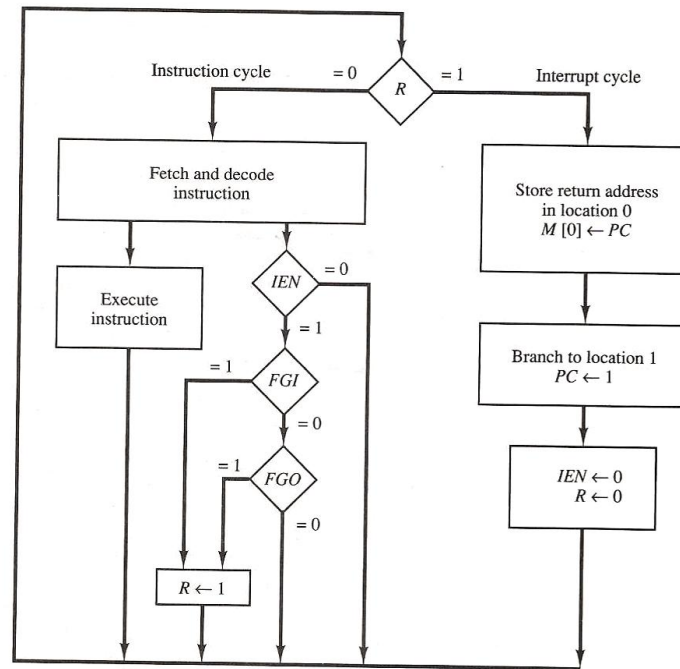 Instruction cycle
= 0
R
= 1
Interrupt cycle
Fetch and decode
instruction
Store return address
in location 0
M [0] ← PC
Execute
instruction
IEN
= 0
= 1
Branch to location 1
PC ← 1
= 1
FGI
= 0
= 1
FGO
= 0
IEN ← 0
R ← 0
R ← 1